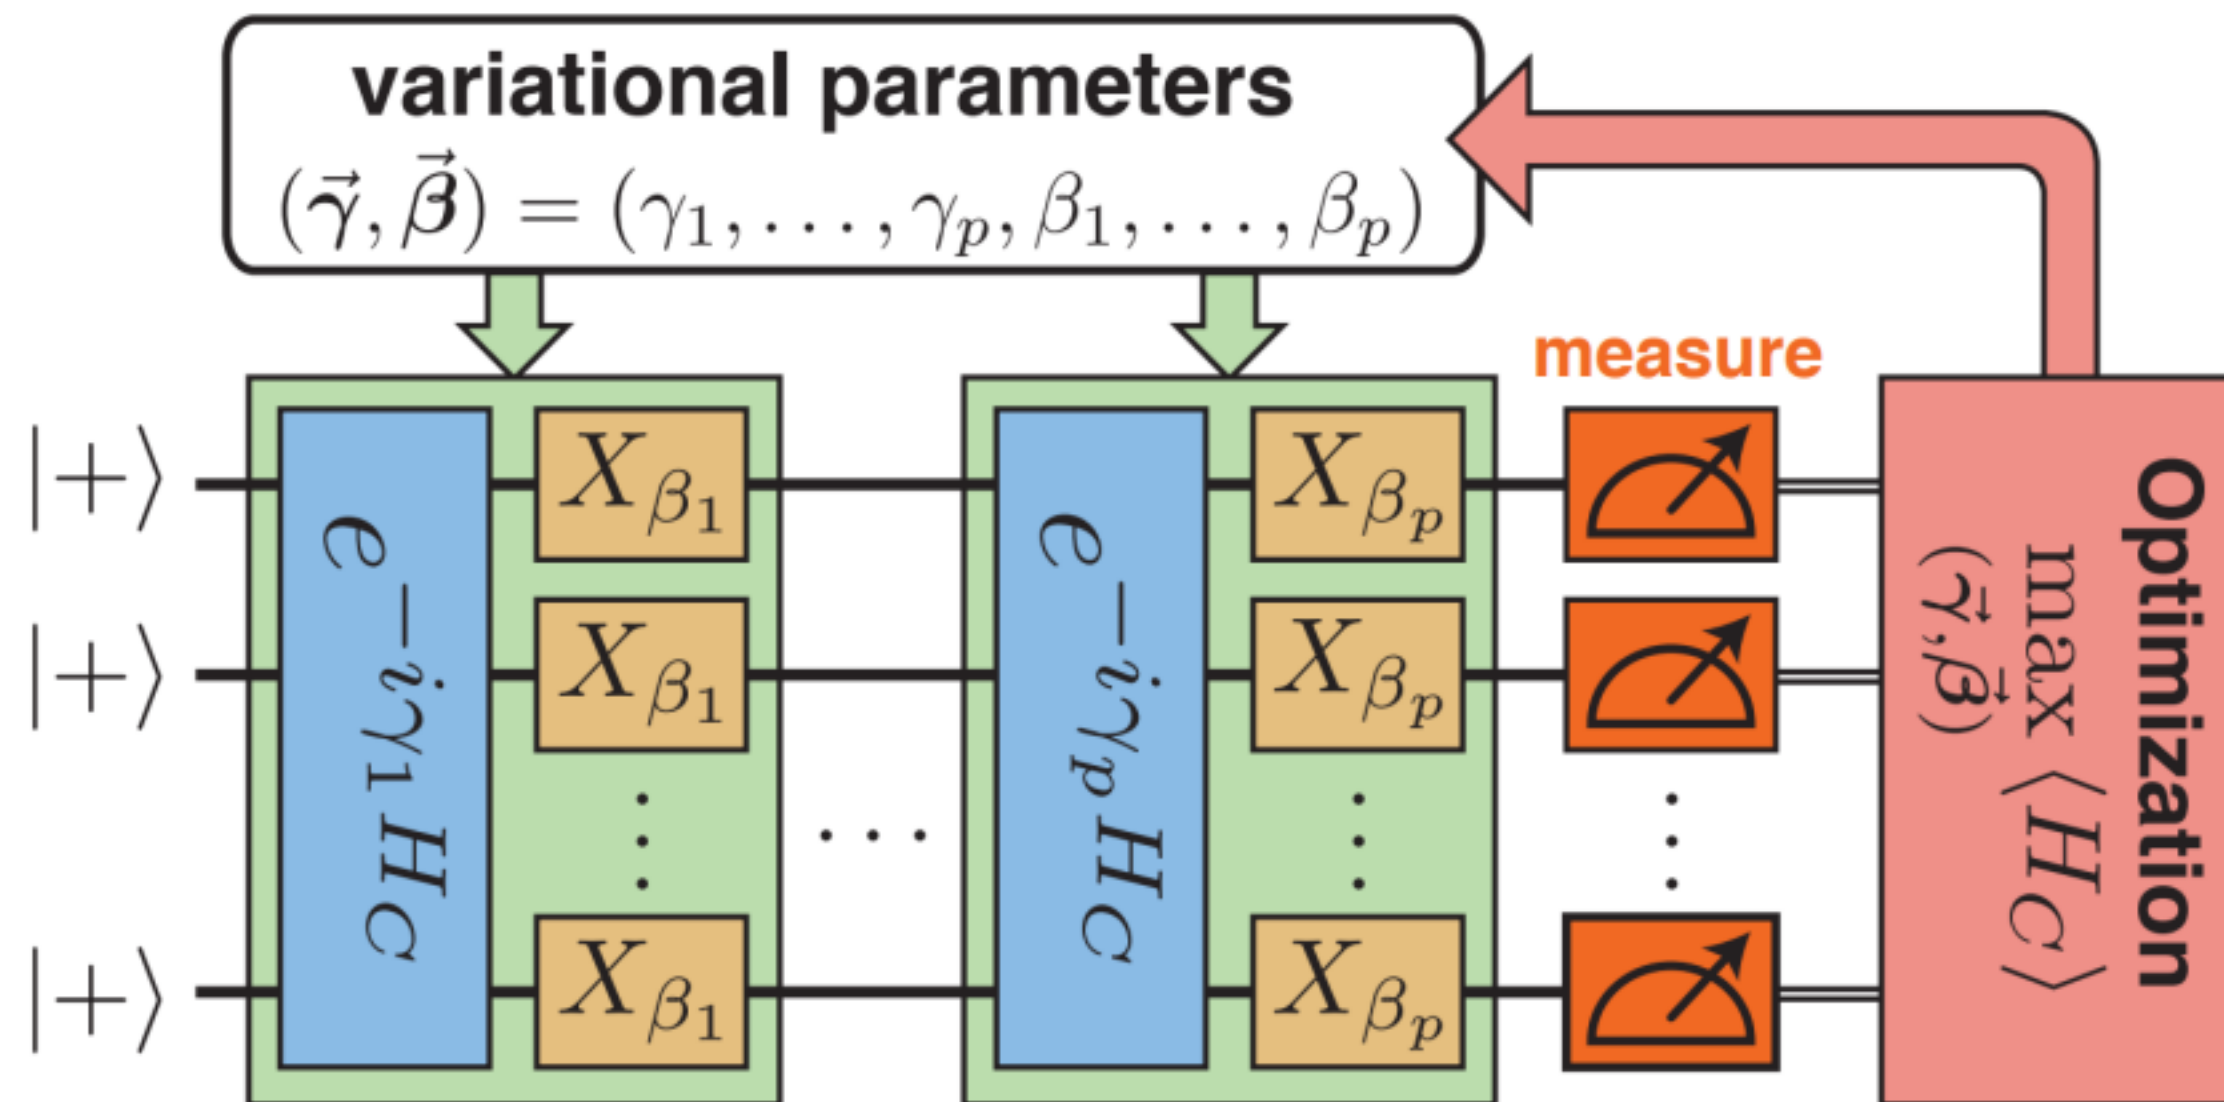 variational parameters
(γ⃗, β⃗) = (γ₁, . . . , γₚ, β₁, . . . , βₚ)
measure
|+⟩
|+⟩
|+⟩
e^{-iγ₁H_C}
X_{β₁}
X_{β₁}
⋮
X_{β₁}
· · ·
e^{-iγₚH_C}
X_{βₚ}
X_{βₚ}
⋮
X_{βₚ}
⋮
Optimization
max ⟨H_C⟩
(γ⃗,β⃗)